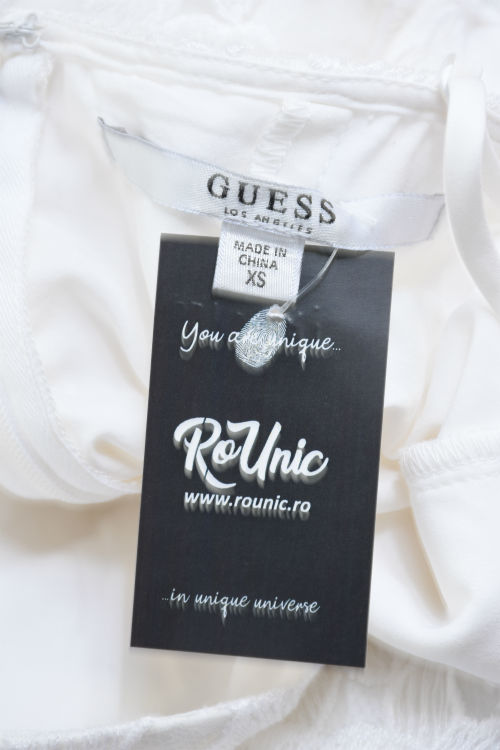 GUESS
LOS ANGELES
MADE IN
CHINA
XS
You are unique...
RoUnic
www.rounic.ro
...in unique universe